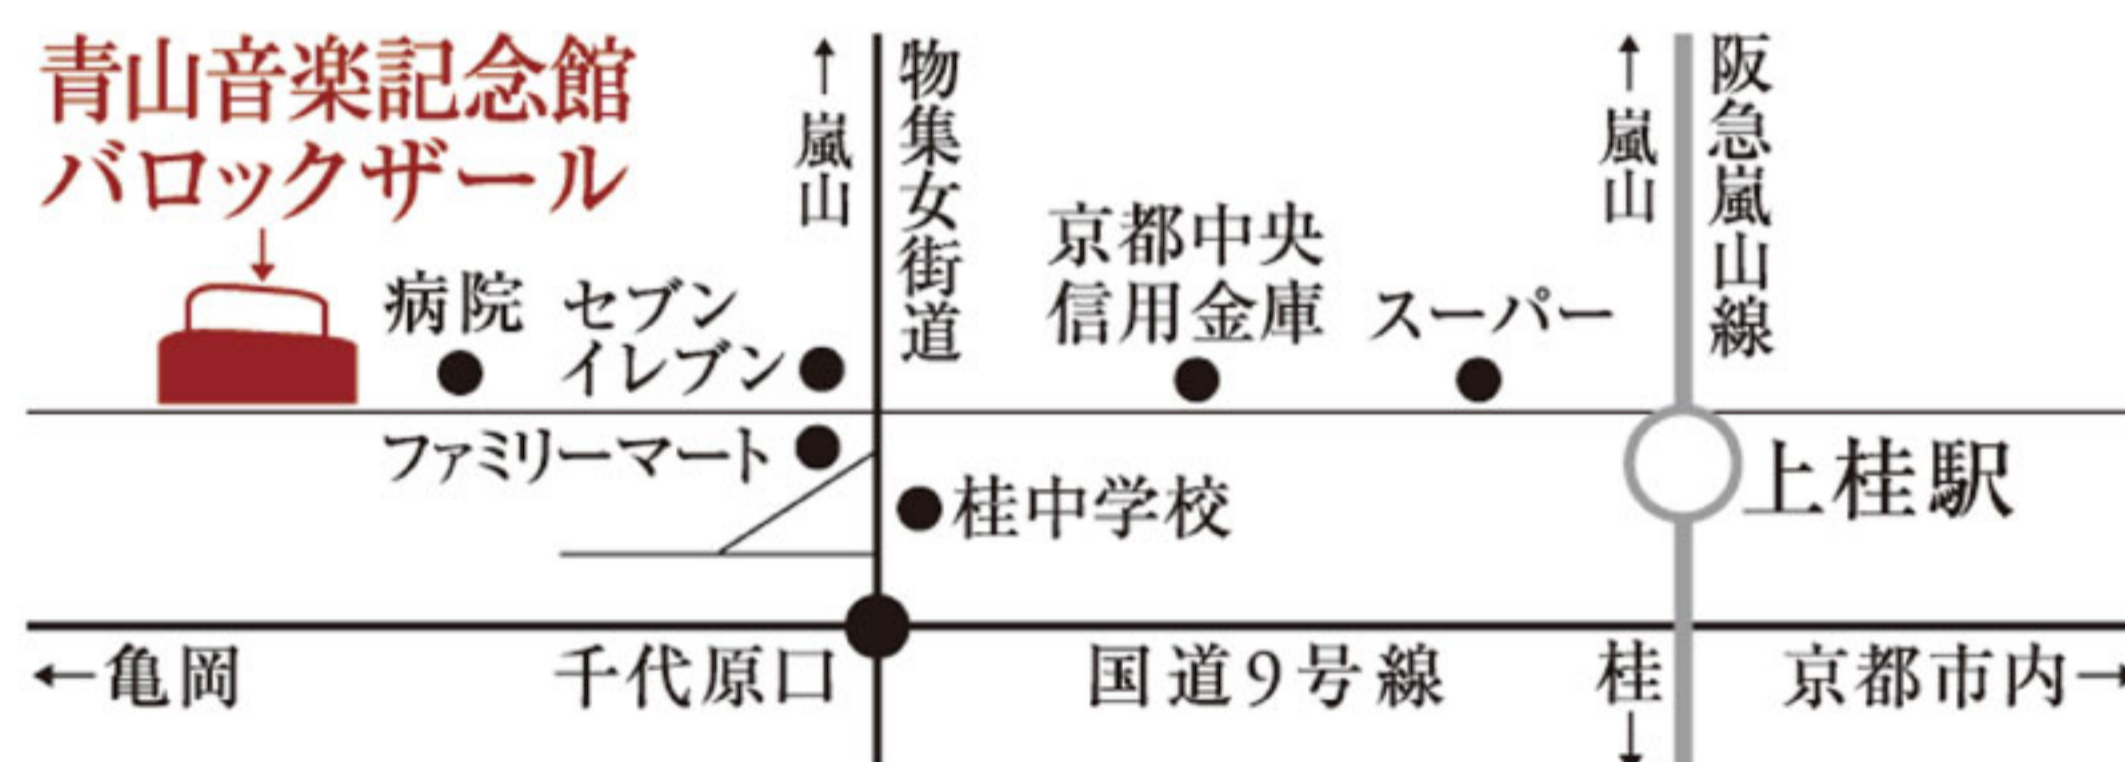 青山音楽記念館
バロックザール
↑嵐山
物集女街道
↑嵐山
阪急嵐山線
病院
セブン
イレブン
京都中央
信用金庫
スーパー
ファミリーマート
桂中学校
上桂駅
←亀岡
千代原口
国道9号線
桂↓
京都市内→